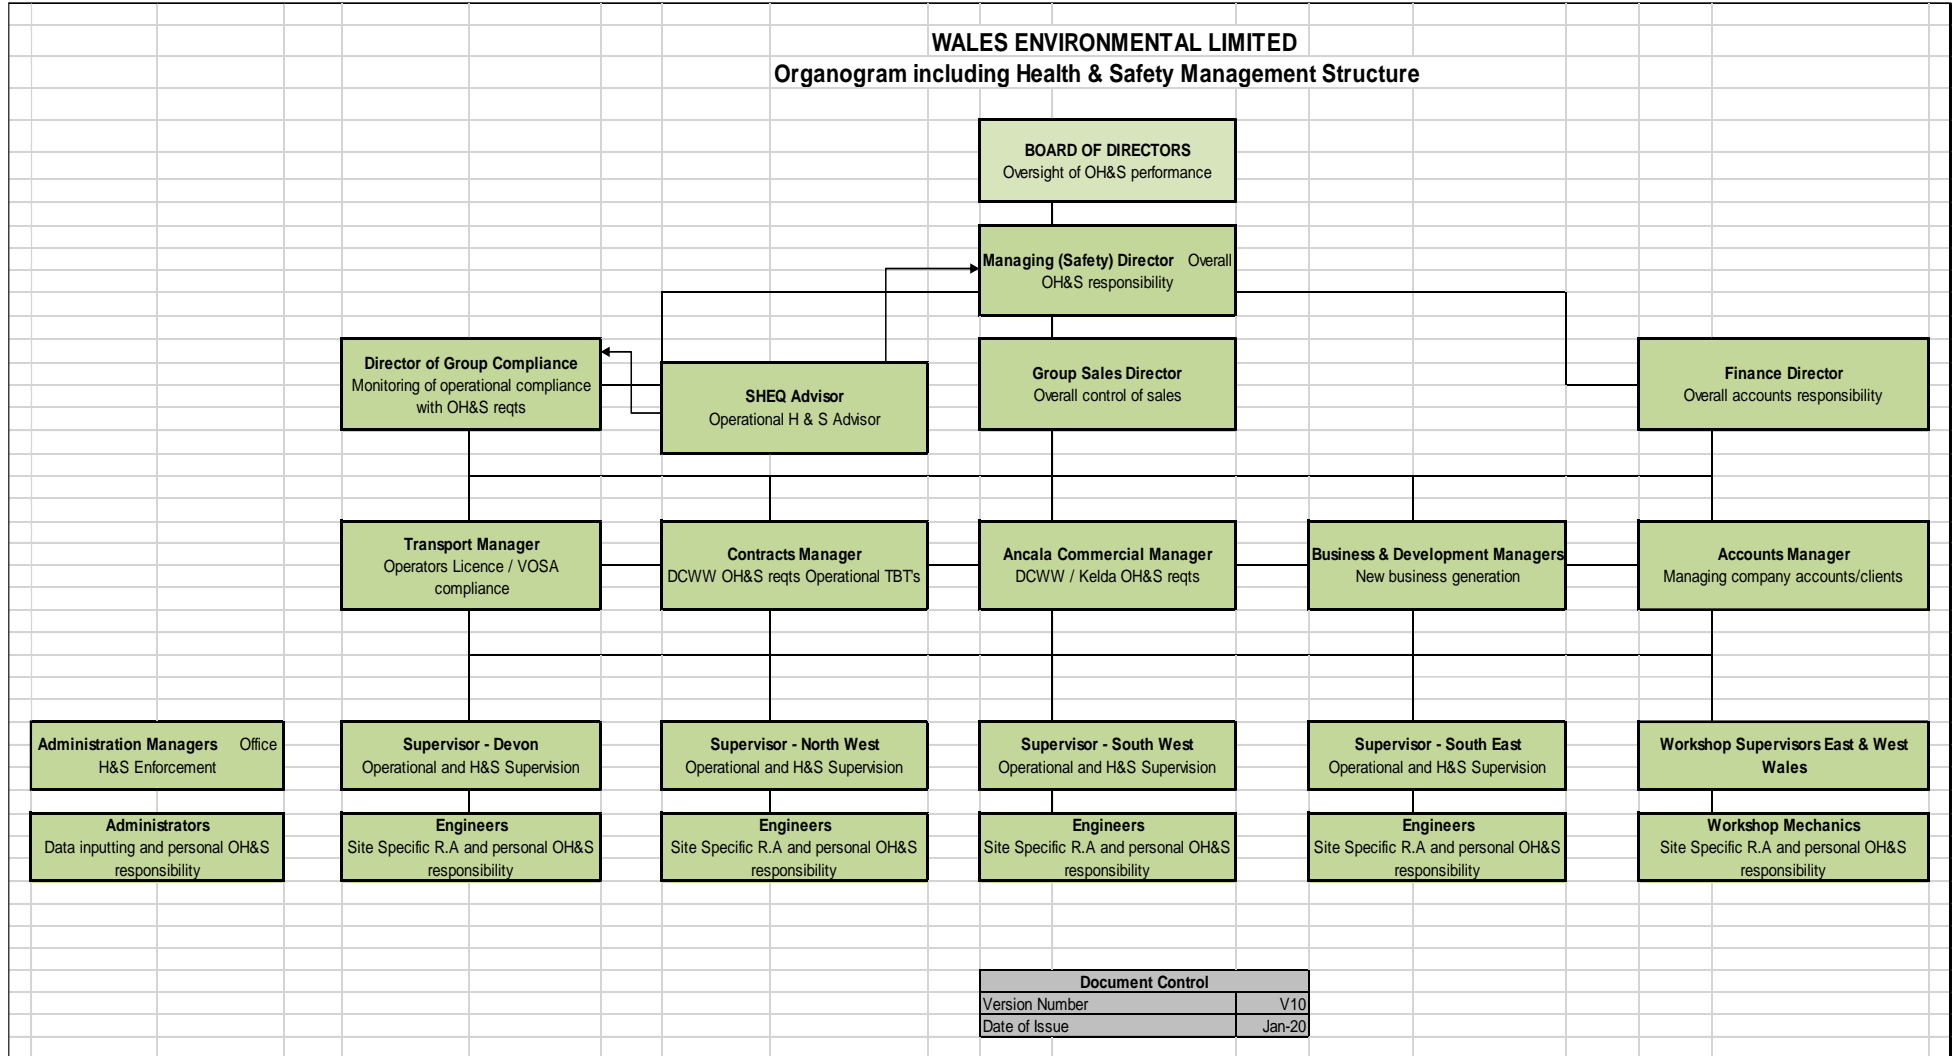 WALES ENVIRONMENTAL LIMITED
Organogram including Health & Safety Management Structure
BOARD OF DIRECTORS
Oversight of OH&S performance
Managing (Safety) Director Overall
OH&S responsibility
Director of Group Compliance
Monitoring of operational compliance
with OH&S reqts
SHEQ Advisor
Operational H & S Advisor
Group Sales Director
Overall control of sales
Finance Director
Overall accounts responsibility
Transport Manager
Operators Licence / VOSA
compliance
Contracts Manager
DCWW OH&S reqts Operational TBT's
Ancala Commercial Manager
DCWW / Kelda OH&S reqts
Business & Development Managers
New business generation
Accounts Manager
Managing company accounts/clients
Administration Managers Office
H&S Enforcement
Supervisor - Devon
Operational and H&S Supervision
Supervisor - North West
Operational and H&S Supervision
Supervisor - South West
Operational and H&S Supervision
Supervisor - South East
Operational and H&S Supervision
Workshop Supervisors East & West
Wales
Administrators
Data inputting and personal OH&S
responsibility
Engineers
Site Specific R.A and personal OH&S
responsibility
Engineers
Site Specific R.A and personal OH&S
responsibility
Engineers
Site Specific R.A and personal OH&S
responsibility
Engineers
Site Specific R.A and personal OH&S
responsibility
Workshop Mechanics
Site Specific R.A and personal OH&S
responsibility
Document Control
Version Number V10
Date of Issue Jan-20